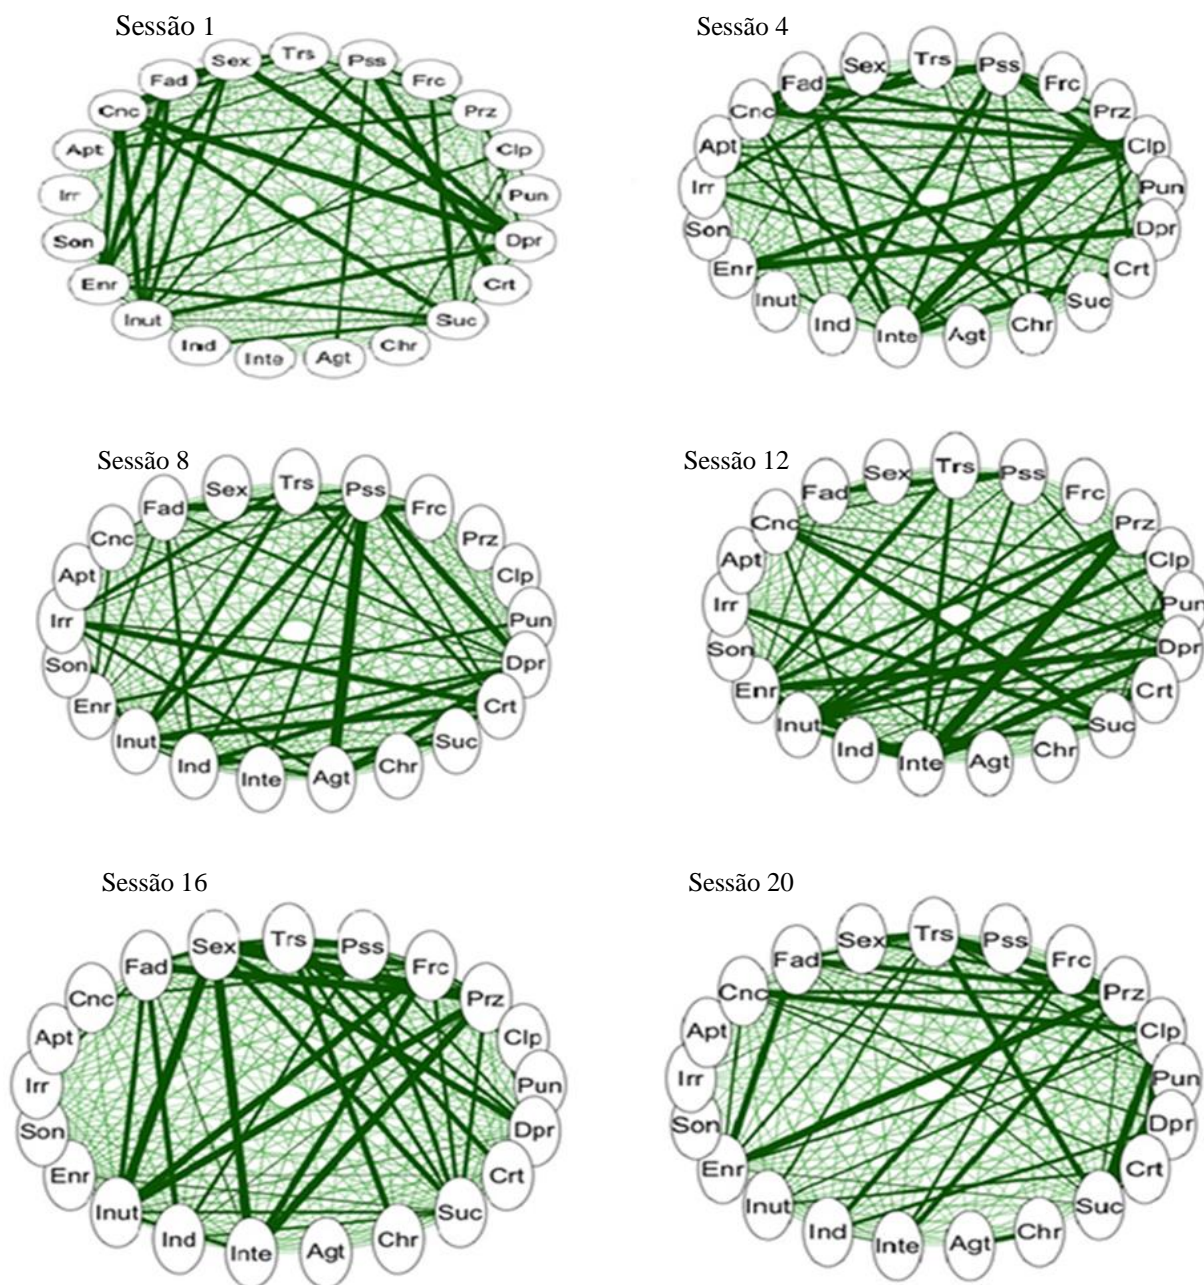 Sessão 1
Trs
Sex
Pss
Fad
Frc
Cnc
Prz
Apt
Clp
Irr
Pun
Son
Dpr
Enr
Crt
Inut
Suc
Ind
Chr
Inte
Agt
Sessão 4
Trs
Sex
Pss
Fad
Frc
Cnc
Prz
Apt
Clp
Irr
Pun
Son
Dpr
Enr
Crt
Inut
Suc
Ind
Chr
Inte
Agt
Sessão 8
Trs
Sex
Pss
Fad
Frc
Cnc
Prz
Apt
Clp
Irr
Pun
Son
Dpr
Enr
Crt
Inut
Suc
Ind
Chr
Inte
Agt
Sessão 12
Trs
Sex
Pss
Fad
Frc
Cnc
Prz
Apt
Clp
Irr
Pun
Son
Dpr
Enr
Crt
Inut
Suc
Ind
Chr
Inte
Agt
Sessão 16
Trs
Sex
Pss
Fad
Frc
Cnc
Prz
Apt
Clp
Irr
Pun
Son
Dpr
Enr
Crt
Inut
Suc
Ind
Chr
Inte
Agt
Sessão 20
Trs
Sex
Pss
Fad
Frc
Cnc
Prz
Apt
Clp
Irr
Pun
Son
Dpr
Enr
Crt
Inut
Suc
Ind
Chr
Inte
Agt